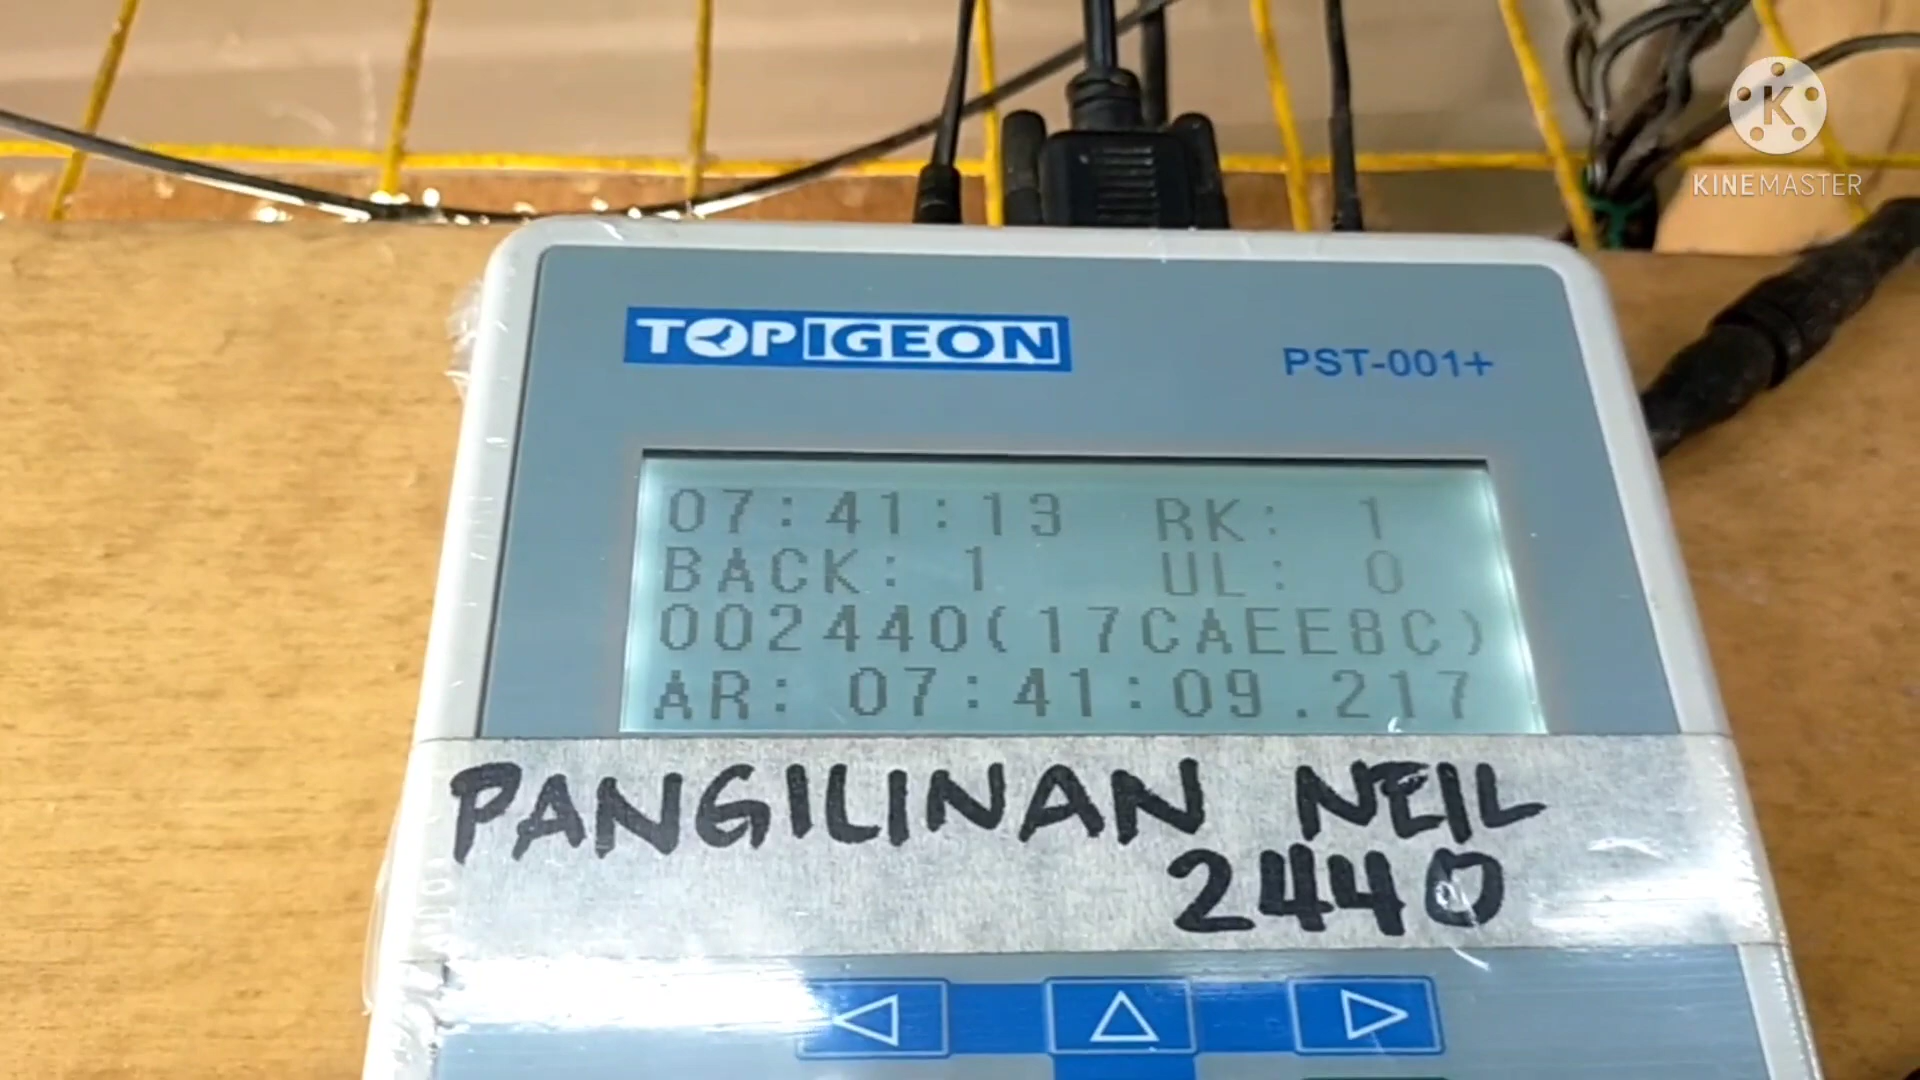 K
KINEMASTER
TOPIGEON
PST-001+
07:41:13 RK: 1
BACK: 1 UL: 0
002440(17CAEE8C)
AR: 07:41:09.217
PANGILINAN NEIL
2440